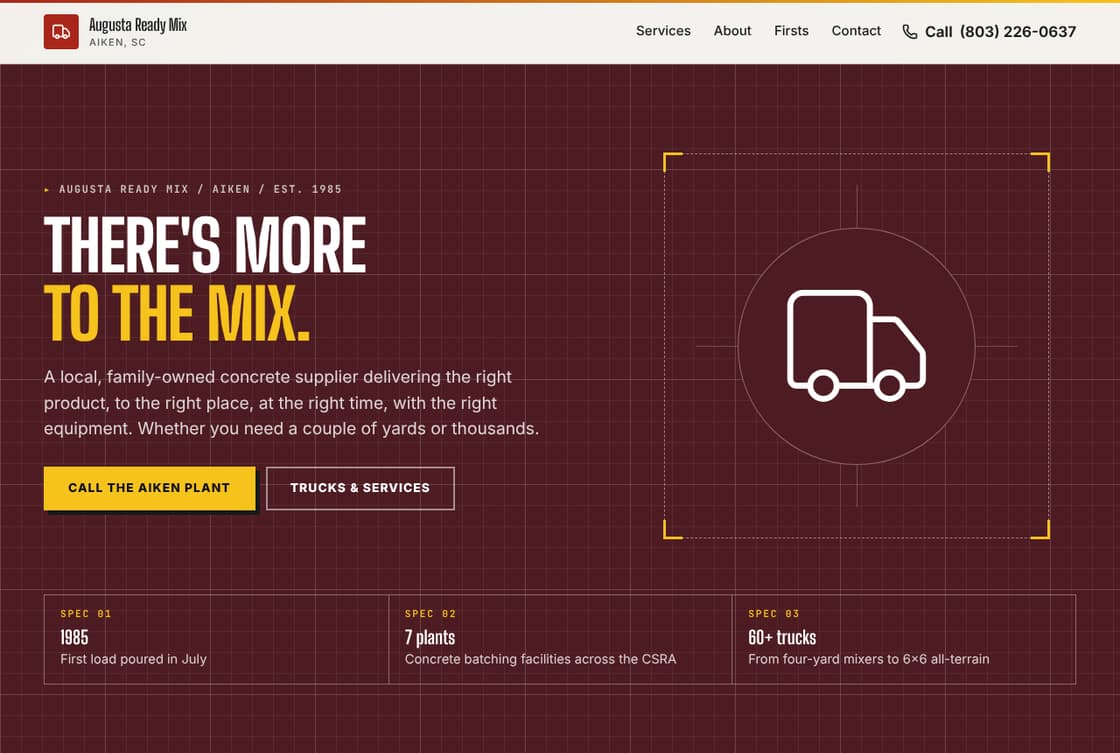 Augusta Ready Mix
AIKEN, SC
Services
About
Firsts
Contact
Call (803) 226-0637
▸ AUGUSTA READY MIX / AIKEN / EST. 1985
THERE'S MORE
TO THE MIX.
A local, family-owned concrete supplier delivering the right
product, to the right place, at the right time, with the right
equipment. Whether you need a couple of yards or thousands.
CALL THE AIKEN PLANT
TRUCKS & SERVICES
SPEC 01
1985
First load poured in July
SPEC 02
7 plants
Concrete batching facilities across the CSRA
SPEC 03
60+ trucks
From four-yard mixers to 6×6 all-terrain